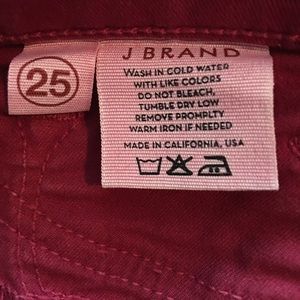 25
J BRAND
WASH IN COLD WATER
WITH LIKE COLORS
DO NOT BLEACH,
TUMBLE DRY LOW
REMOVE PROMPLTY
WARM IRON IF NEEDED
MADE IN CALIFORNIA, USA